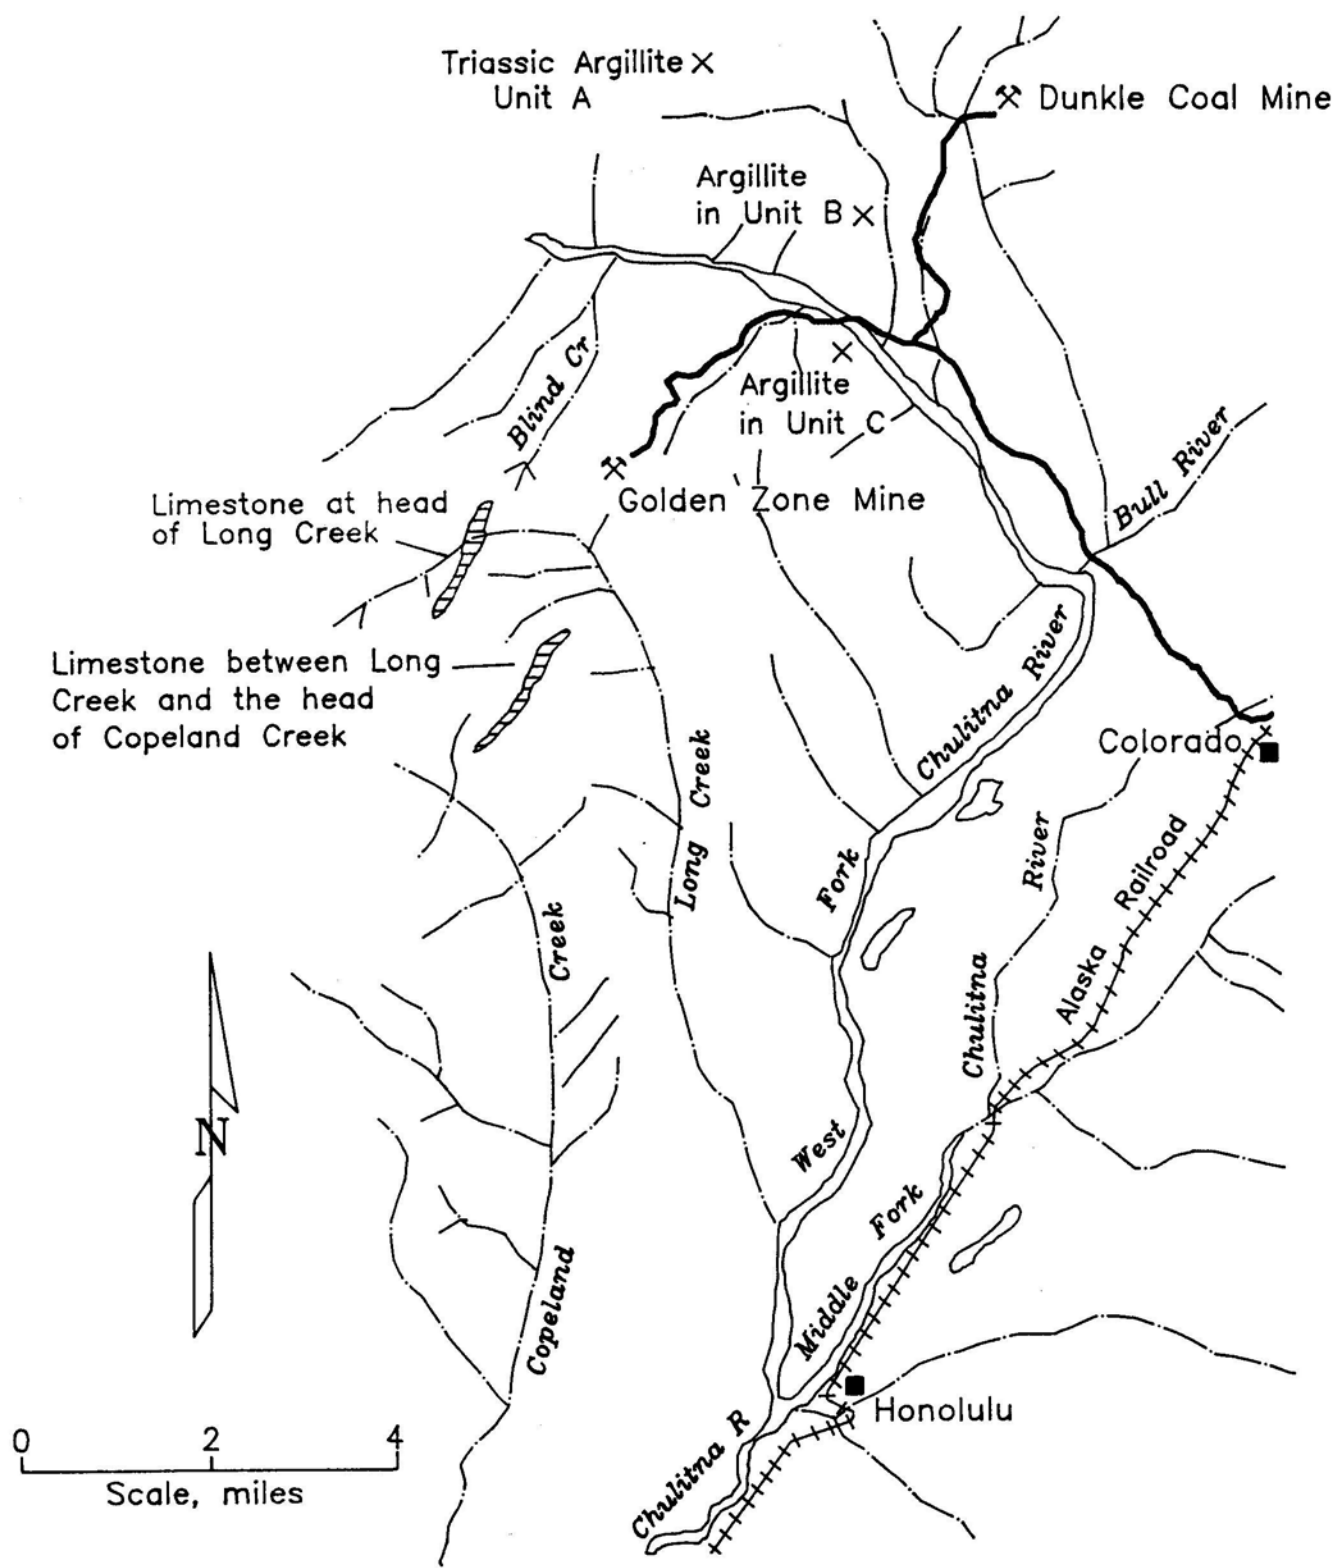 Triassic Argillite
Unit A
Dunkle Coal Mine
Argillite
in Unit B
Blind Cr
Argillite
in Unit C
Bull River
Golden Zone Mine
Limestone at head
of Long Creek
Limestone between Long
Creek and the head
of Copeland Creek
Colorado
West Fork Chulitna River
Long Creek
Alaska Railroad
Middle Fork Chulitna River
Copeland Creek
N
Honolulu
Chulitna R
0 2 4
Scale, miles